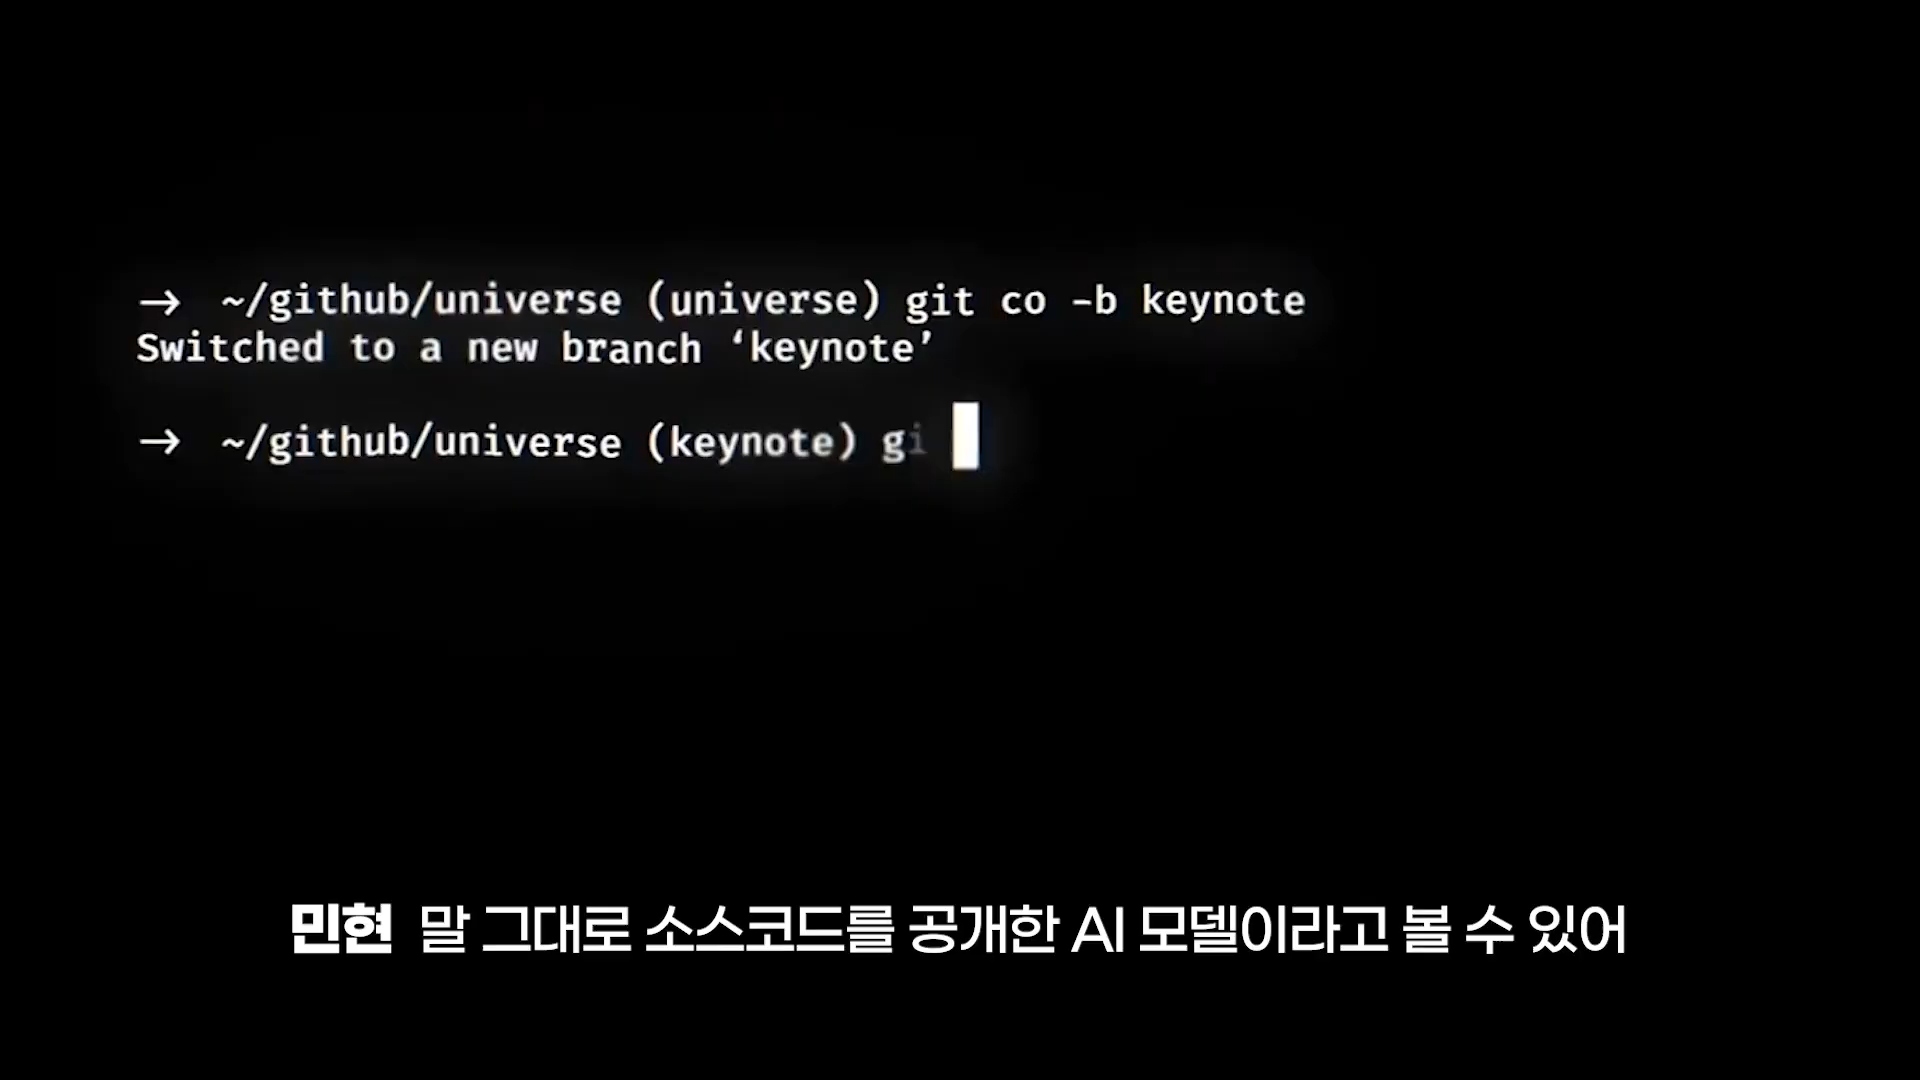 → ~/github/universe (universe) git co -b keynote
Switched to a new branch ‘keynote’
→ ~/github/universe (keynote) gi
민현 말 그대로 소스코드를 공개한 AI 모델이라고 볼 수 있어